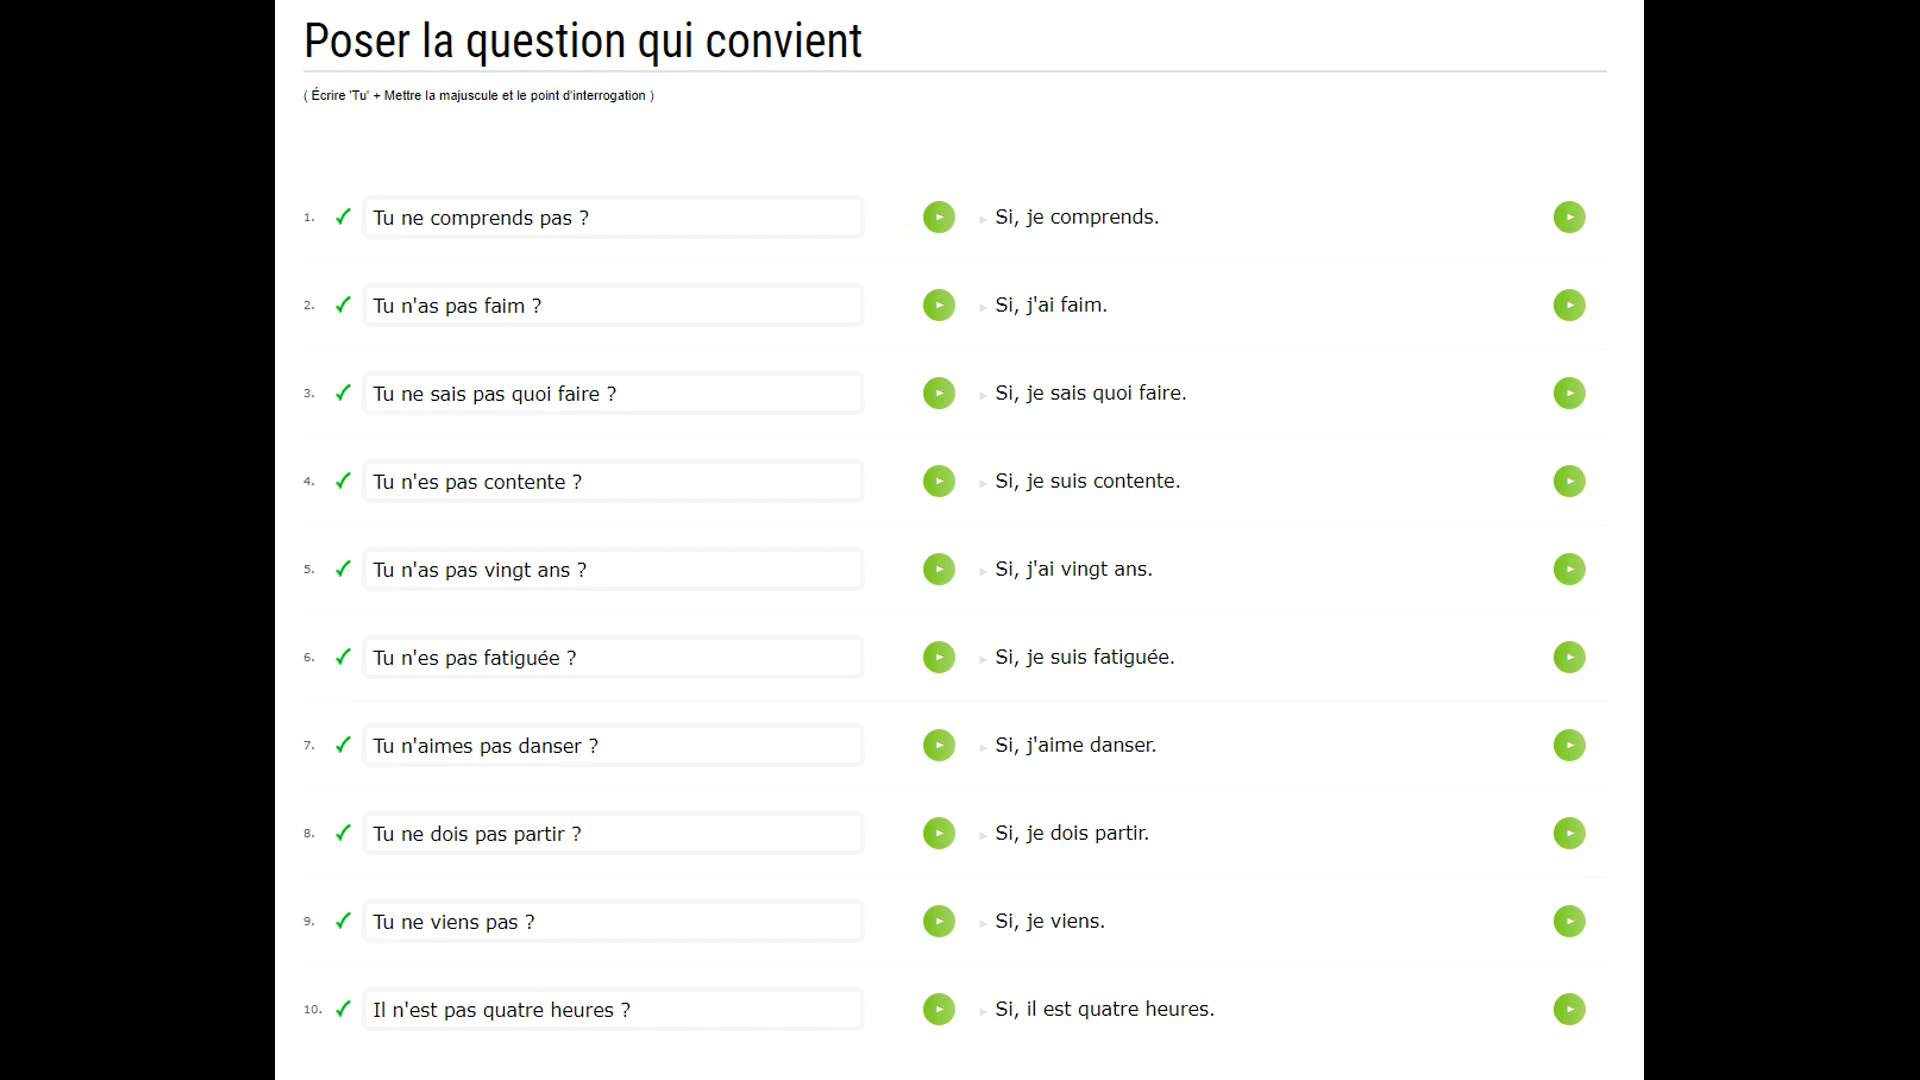 Poser la question qui convient
( Écrire 'Tu' + Mettre la majuscule et le point d'interrogation )
1. Tu ne comprends pas ? Si, je comprends.
2. Tu n'as pas faim ? Si, j'ai faim.
3. Tu ne sais pas quoi faire ? Si, je sais quoi faire.
4. Tu n'es pas contente ? Si, je suis contente.
5. Tu n'as pas vingt ans ? Si, j'ai vingt ans.
6. Tu n'es pas fatiguée ? Si, je suis fatiguée.
7. Tu n'aimes pas danser ? Si, j'aime danser.
8. Tu ne dois pas partir ? Si, je dois partir.
9. Tu ne viens pas ? Si, je viens.
10. Il n'est pas quatre heures ? Si, il est quatre heures.